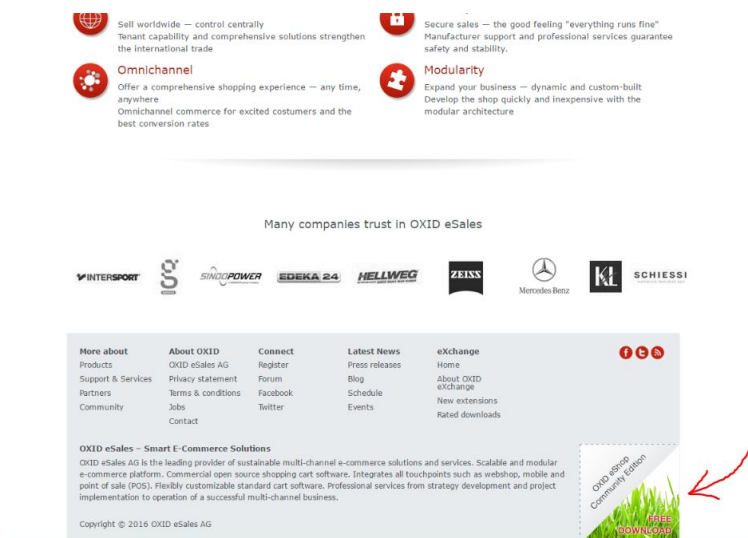 Sell worldwide — control centrally
Tenant capability and comprehensive solutions strengthen
the international trade
Secure sales — the good feeling "everything runs fine"
Manufacturer support and professional services guarantee
safety and stability.
Omnichannel
Offer a comprehensive shopping experience — any time,
anywhere
Omnichannel commerce for excited costumers and the
best conversion rates
Modularity
Expand your business — dynamic and custom-built
Develop the shop quickly and inexpensive with the
modular architecture
Many companies trust in OXID eSales
INTERSPORT
g
SINDOPOWER
EDEKA 24
HELLWEG
ZEISS
Mercedes Benz
KL
SCHIESSI
More about
Products
Support & Services
Partners
Community
About OXID
OXID eSales AG
Privacy statement
Terms & conditions
Jobs
Contact
Connect
Register
Forum
Facebook
Twitter
Latest News
Press releases
Blog
Schedule
Events
eXchange
Home
About OXID
eXchange
New extensions
Rated downloads
OXID eSales – Smart E-Commerce Solutions
OXID eSales AG is the leading provider of sustainable multi-channel e-commerce solutions and services. Scalable and modular
e-commerce platform. Commercial open source shopping cart software. Integrates all touchpoints such as webshop, mobile and
point of sale (POS). Flexibly customizable standard cart software. Professional services from strategy development and project
implementation to operation of a successful multi-channel business.
Copyright © 2016 OXID eSales AG
OXID eShop
Community Edition
FREE
DOWNLOAD